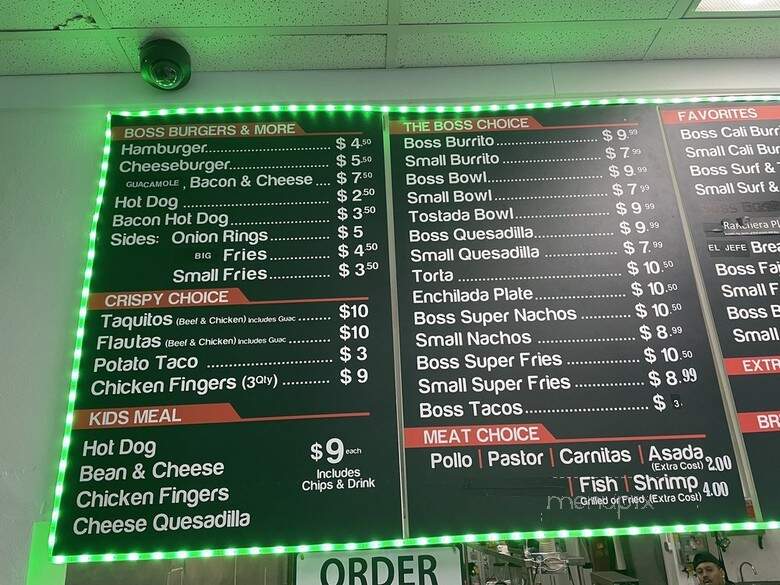 BOSS BURGERS & MORE
Hamburger.................... $ 4.50
Cheeseburger.................. $ 5.50
GUACAMOLE , Bacon & Cheese .... $ 7.50
Hot Dog ........................ $ 2.50
Bacon Hot Dog.................. $ 3.50
Sides: Onion Rings............ $ 5
BIG Fries............... $ 4.50
Small Fries............ $ 3.50
CRISPY CHOICE
Taquitos (Beef & Chicken) Includes Guac ........ $10
Flautas (Beef & Chicken) Includes Guac .......... $10
Potato Taco ........................ $ 3
Chicken Fingers (3Qty) ............ $ 9
KIDS MEAL
Hot Dog
Bean & Cheese
Chicken Fingers
Cheese Quesadilla
$9 each
Includes
Chips & Drink
THE BOSS CHOICE
Boss Burrito..................... $ 9.99
Small Burrito .................... $ 7.99
Boss Bowl........................ $ 9.99
Small Bowl....................... $ 7.99
Tostada Bowl.................... $ 9.99
Boss Quesadilla................. $ 9.99
Small Quesadilla ................ $ 7.99
Torta ............................. $ 10.50
Enchilada Plate.................. $ 10.50
Boss Super Nachos ............ $ 10.50
Small Nachos .................... $ 8.99
Boss Super Fries ................ $ 10.50
Small Super Fries ............... $ 8.99
Boss Tacos........................ $ 3.
MEAT CHOICE
Pollo | Pastor | Carnitas | Asada 2.00
(Extra Cost)
Fish | Shrimp 4.00
Grilled or Fried (Extra Cost)
FAVORITES
Boss Cali Burr
Small Cali Bur
Boss Surf &
Small Surf &
Ranchera Pl
EL JEFE Brea
Boss Faj
Small F
Boss B
Small
EXTR
BR
menupix
ORDER